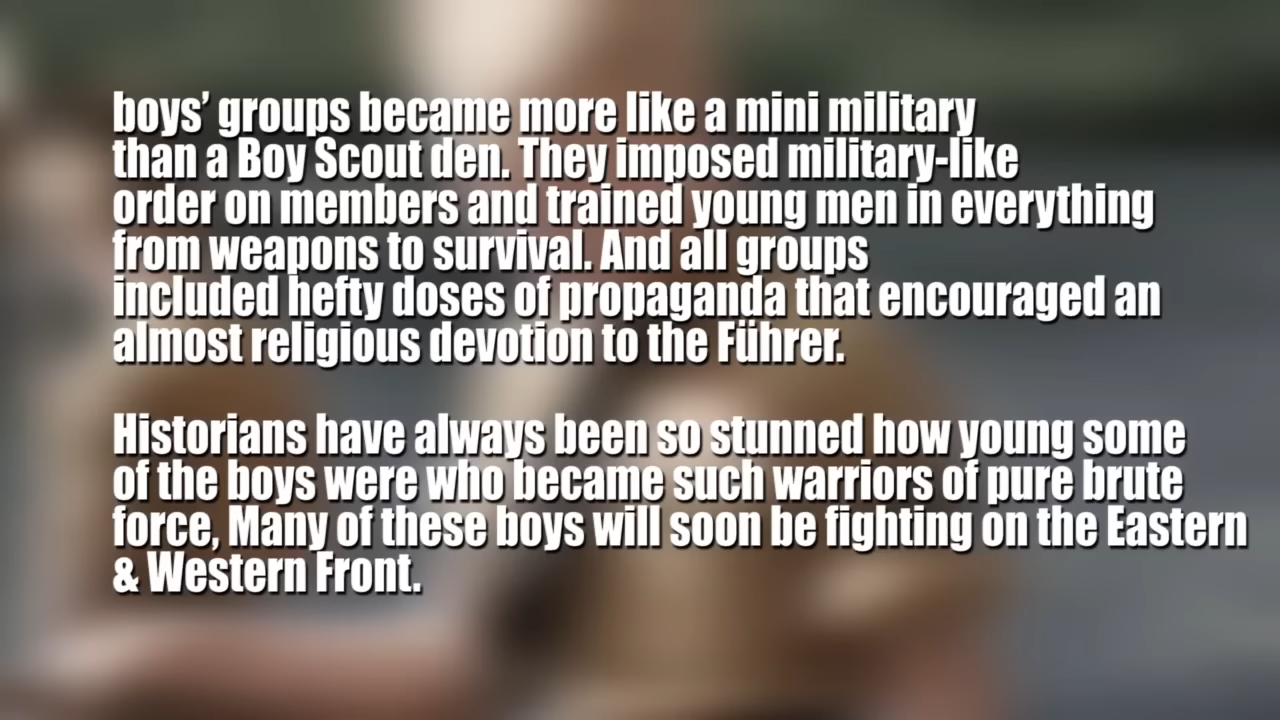 boys’ groups became more like a mini military
than a Boy Scout den. They imposed military-like
order on members and trained young men in everything
from weapons to survival. And all groups
included hefty doses of propaganda that encouraged an
almost religious devotion to the Führer.
Historians have always been so stunned how young some
of the boys were who became such warriors of pure brute
force, Many of these boys will soon be fighting on the Eastern
& Western Front.